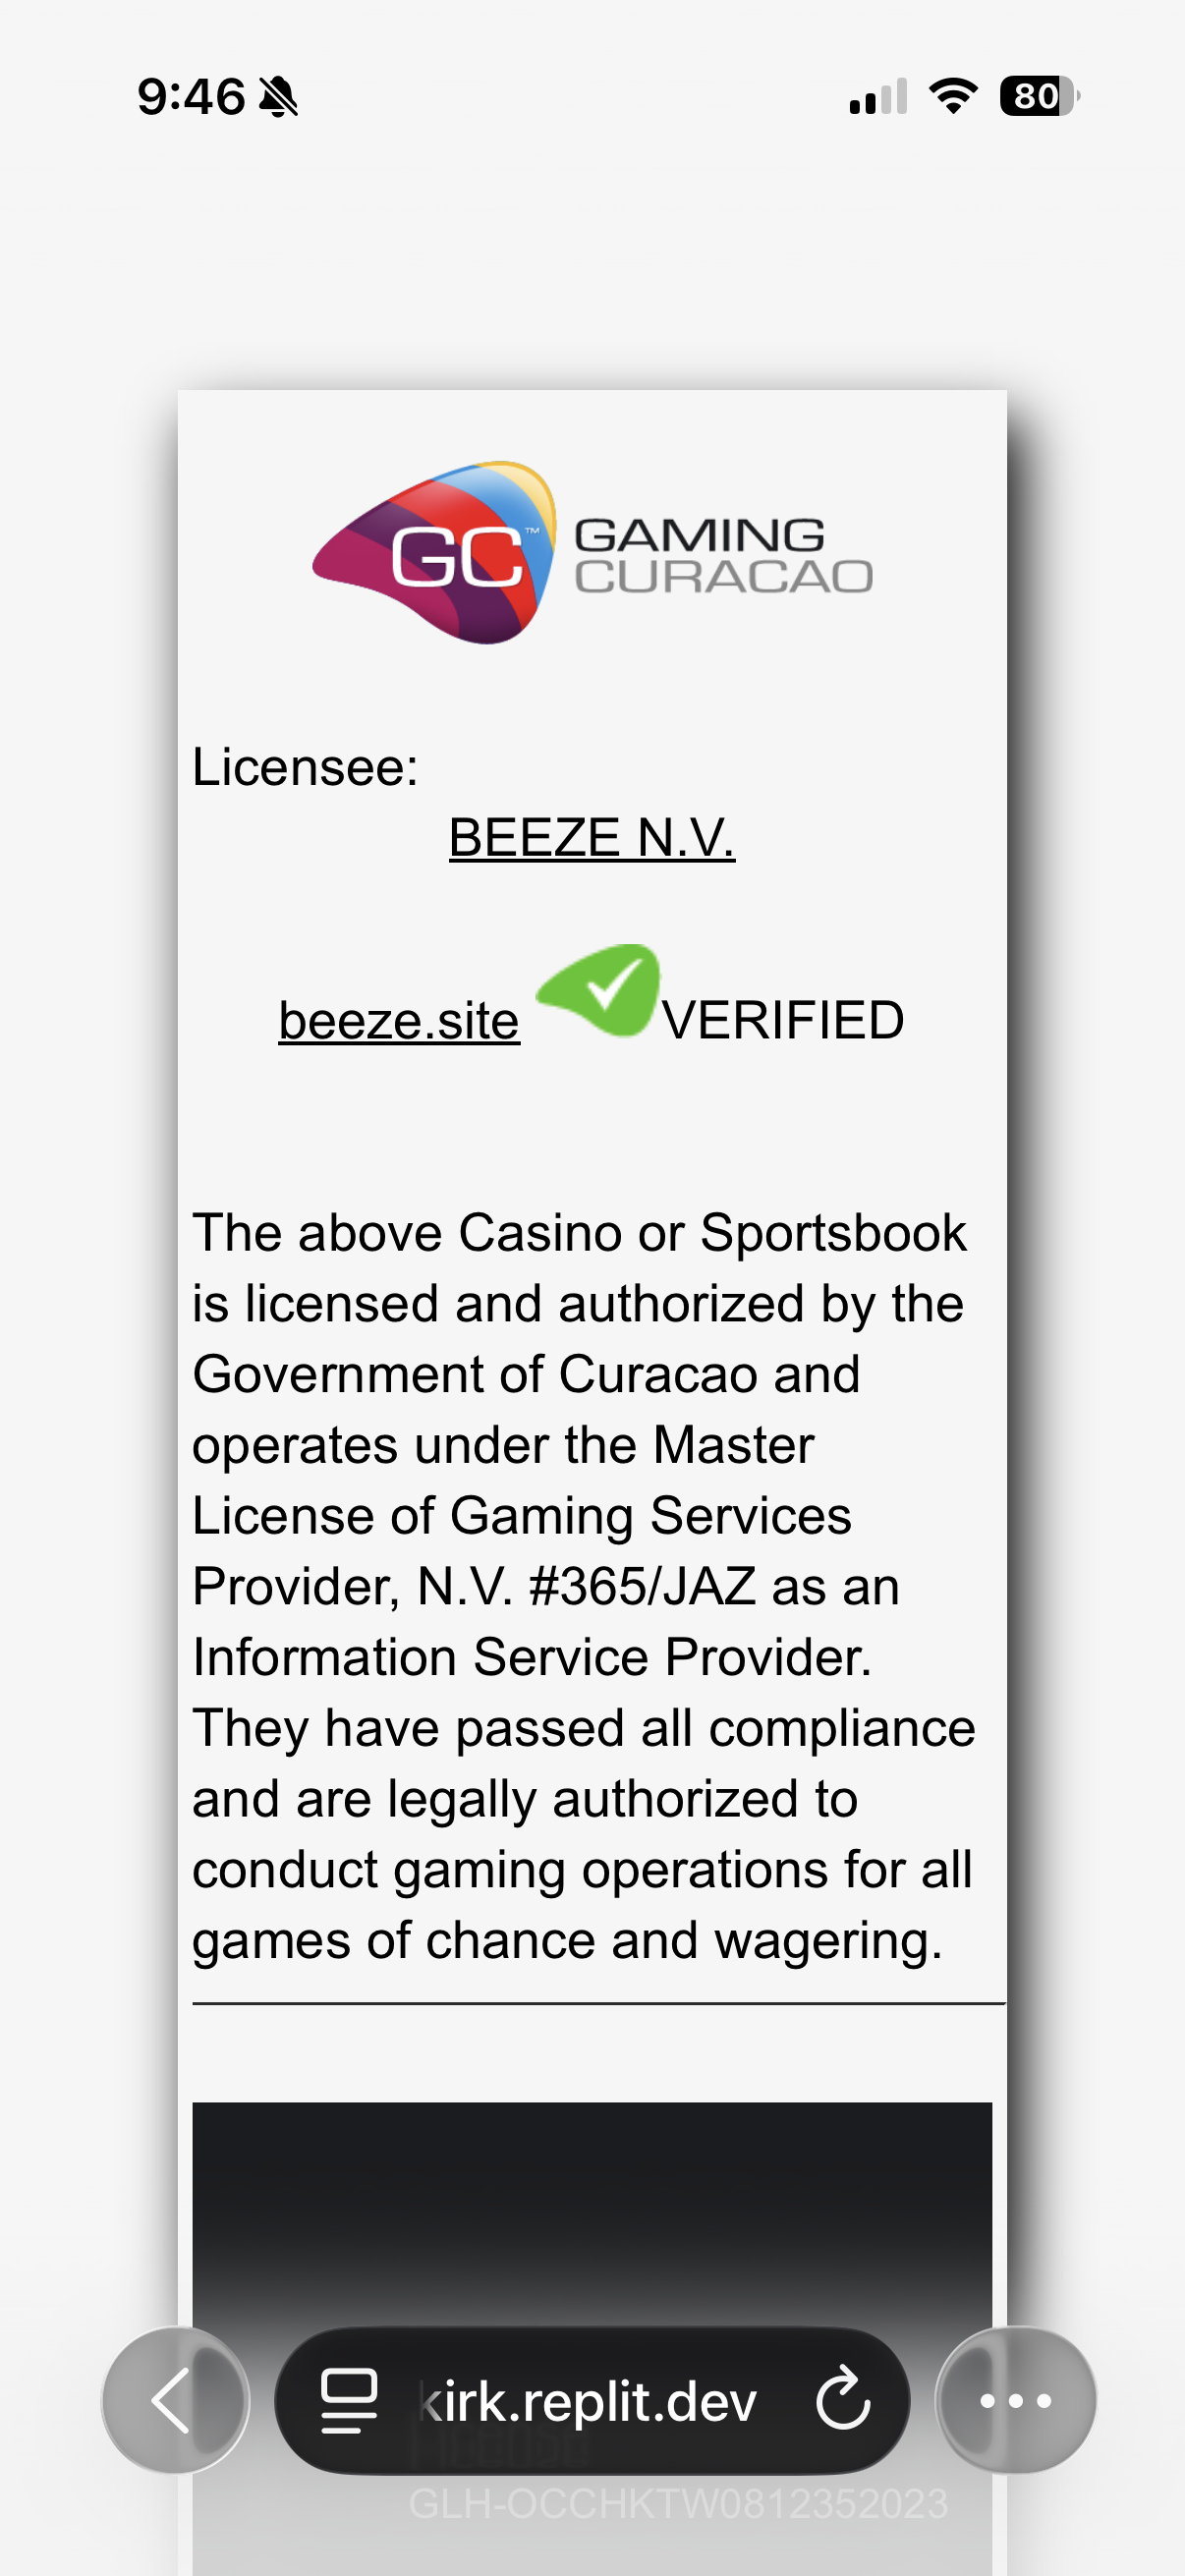 9:46
80
GC™ GAMING
CURACAO
Licensee:
BEEZE N.V.
beeze.site VERIFIED
The above Casino or Sportsbook
is licensed and authorized by the
Government of Curacao and
operates under the Master
License of Gaming Services
Provider, N.V. #365/JAZ as an
Information Service Provider.
They have passed all compliance
and are legally authorized to
conduct gaming operations for all
games of chance and wagering.
kirk.replit.dev
License
GLH-OCCHKTW0812352023